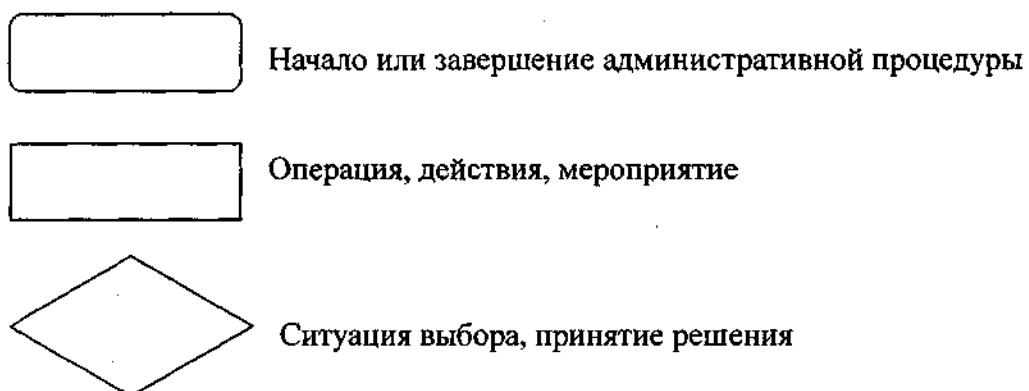 Начало или завершение административной процедуры
Операция, действия, мероприятие
Ситуация выбора, принятие решения